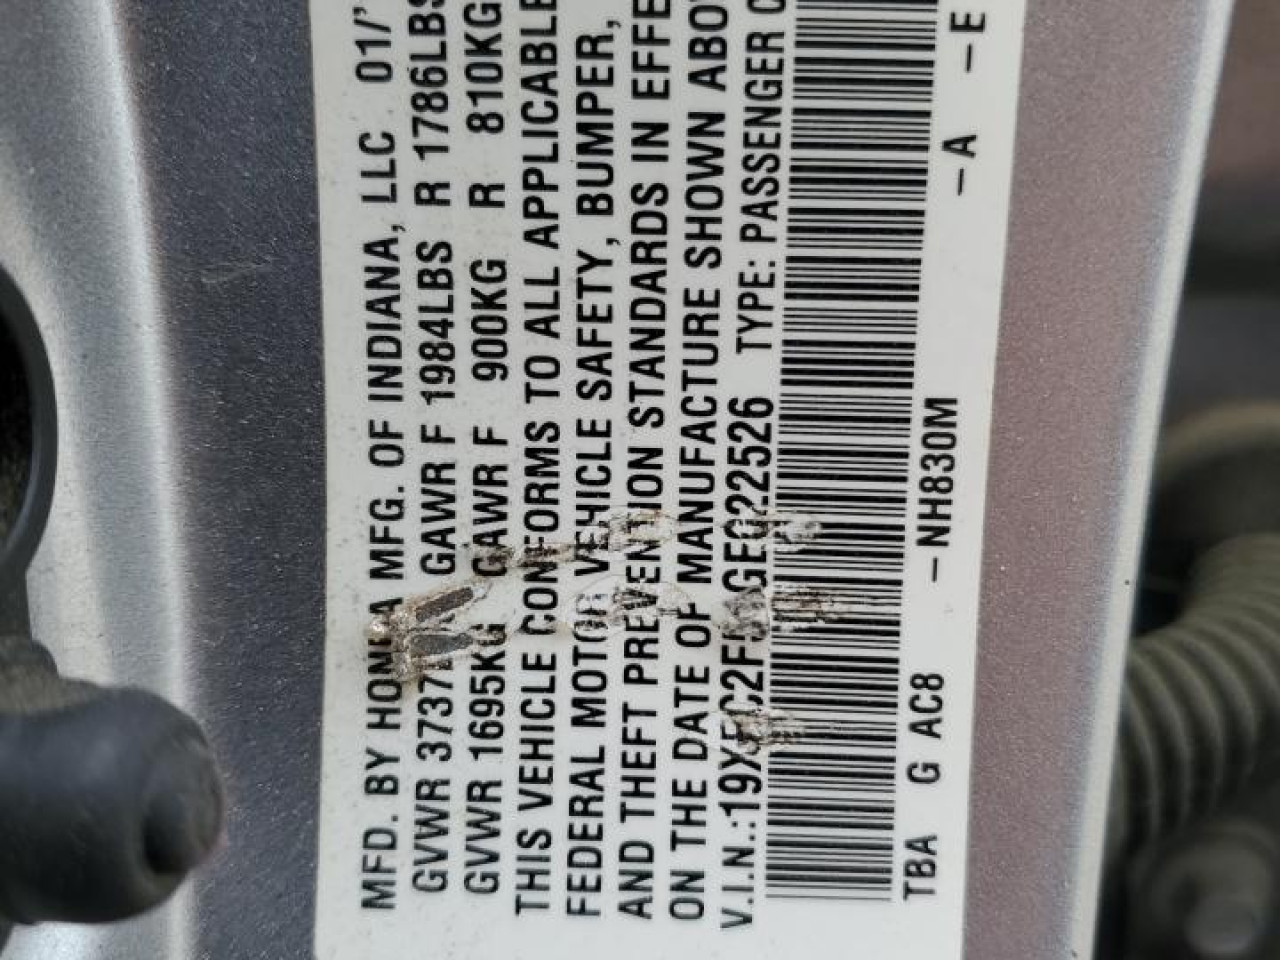 MFD. BY HONDA MFG. OF INDIANA, LLC 01/
GVWR 3737 GAWR F 1984LBS R 1786LBS
GVWR 1695KG GAWR F 900KG R 810KG
THIS VEHICLE CONFORMS TO ALL APPLICABLE
FEDERAL MOTOR VEHICLE SAFETY, BUMPER,
AND THEFT PREVENTION STANDARDS IN EFFE
ON THE DATE OF MANUFACTURE SHOWN ABO
V.I.N.: TYPE: PASSENGER C
TBA G AC8 -NH830M -A -E